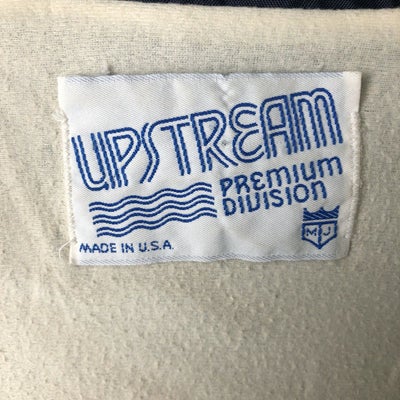 UPSTREAM
PREMIUM
DIVISION
MADE IN U.S.A.
MJ